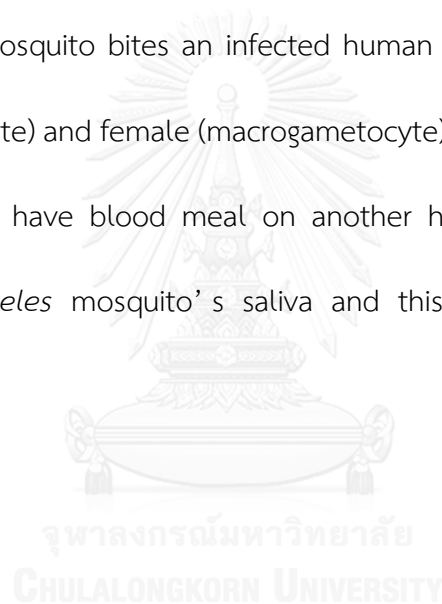 osquito bites an infected human
te) and female (macrogametocyte)
have blood meal on another h
eles mosquito’ s saliva and this
จุฬาลงกรณ์มหาวิทยาลัย
CHULALONGKORN UNIVERSITY